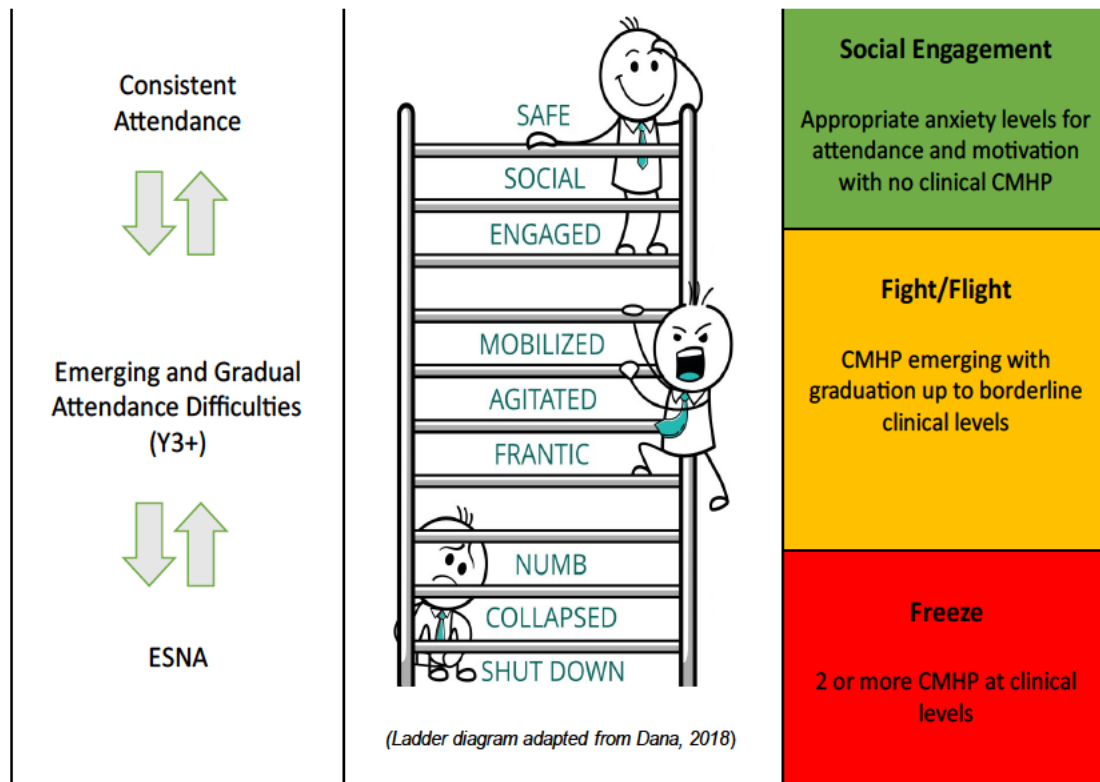 Consistent
Attendance
Emerging and Gradual
Attendance Difficulties
(Y3+)
ESNA
SAFE
SOCIAL
ENGAGED
MOBILIZED
AGITATED
FRANTIC
NUMB
COLLAPSED
SHUT DOWN
(Ladder diagram adapted from Dana, 2018)
Social Engagement
Appropriate anxiety levels for
attendance and motivation
with no clinical CMHP
Fight/Flight
CMHP emerging with
graduation up to borderline
clinical levels
Freeze
2 or more CMHP at clinical
levels